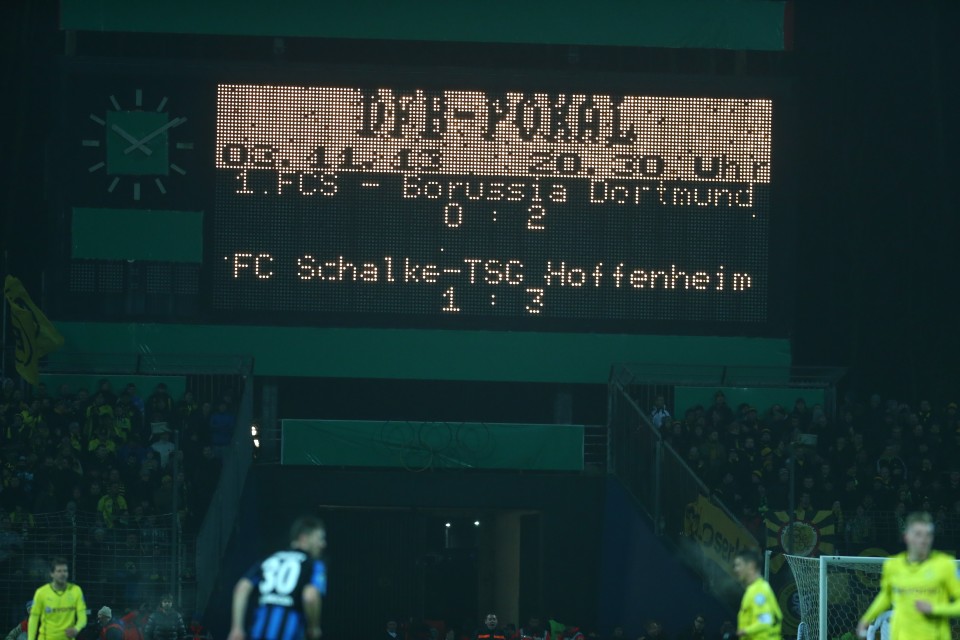 DFB-POKAL
03.11.13 20.30 Uhr
1.FCS - Borussia Dortmund
0 : 2
FC Schalke-TSG Hoffenheim
1 : 3
30